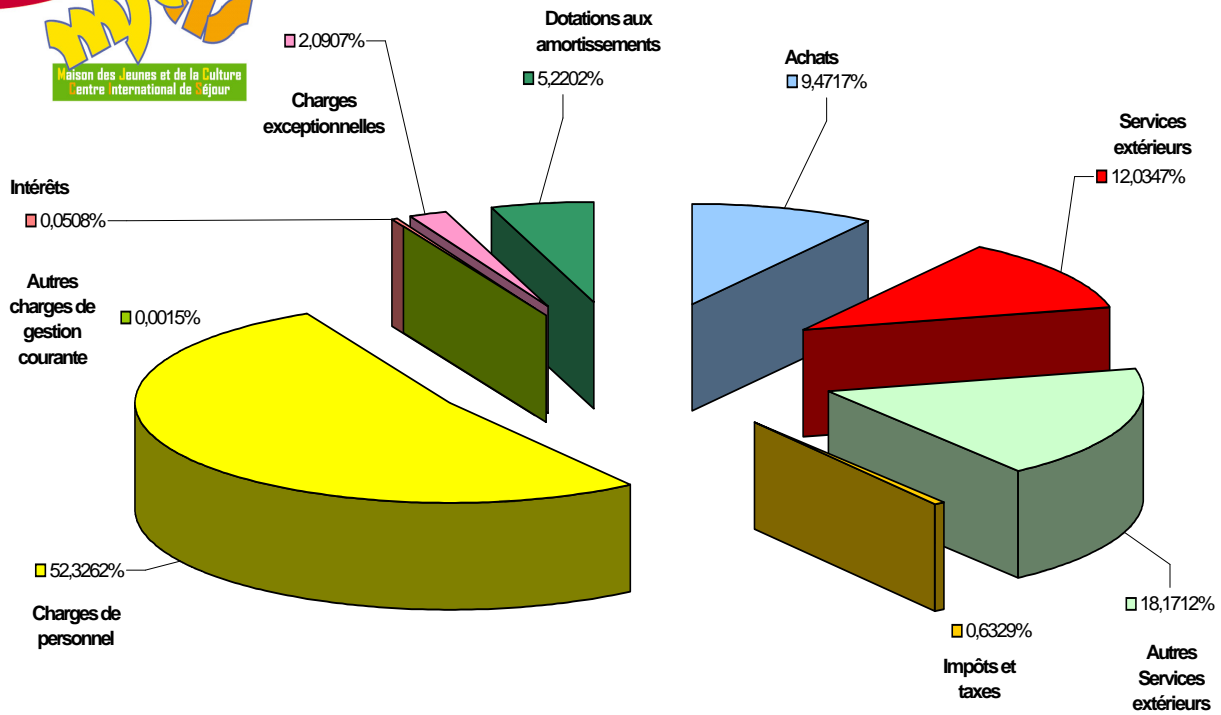 mjc
Maison des Jeunes et de la Culture
Centre International de Séjour
2,0907%
Charges
exceptionnelles
Dotations aux
amortissements
5,2202%
Achats
9,4717%
Services
extérieurs
12,0347%
Intérêts
0,0508%
Autres
charges de
gestion
courante
0,0015%
52,3262%
Charges de
personnel
0,6329%
Impôts et
taxes
18,1712%
Autres
Services
extérieurs